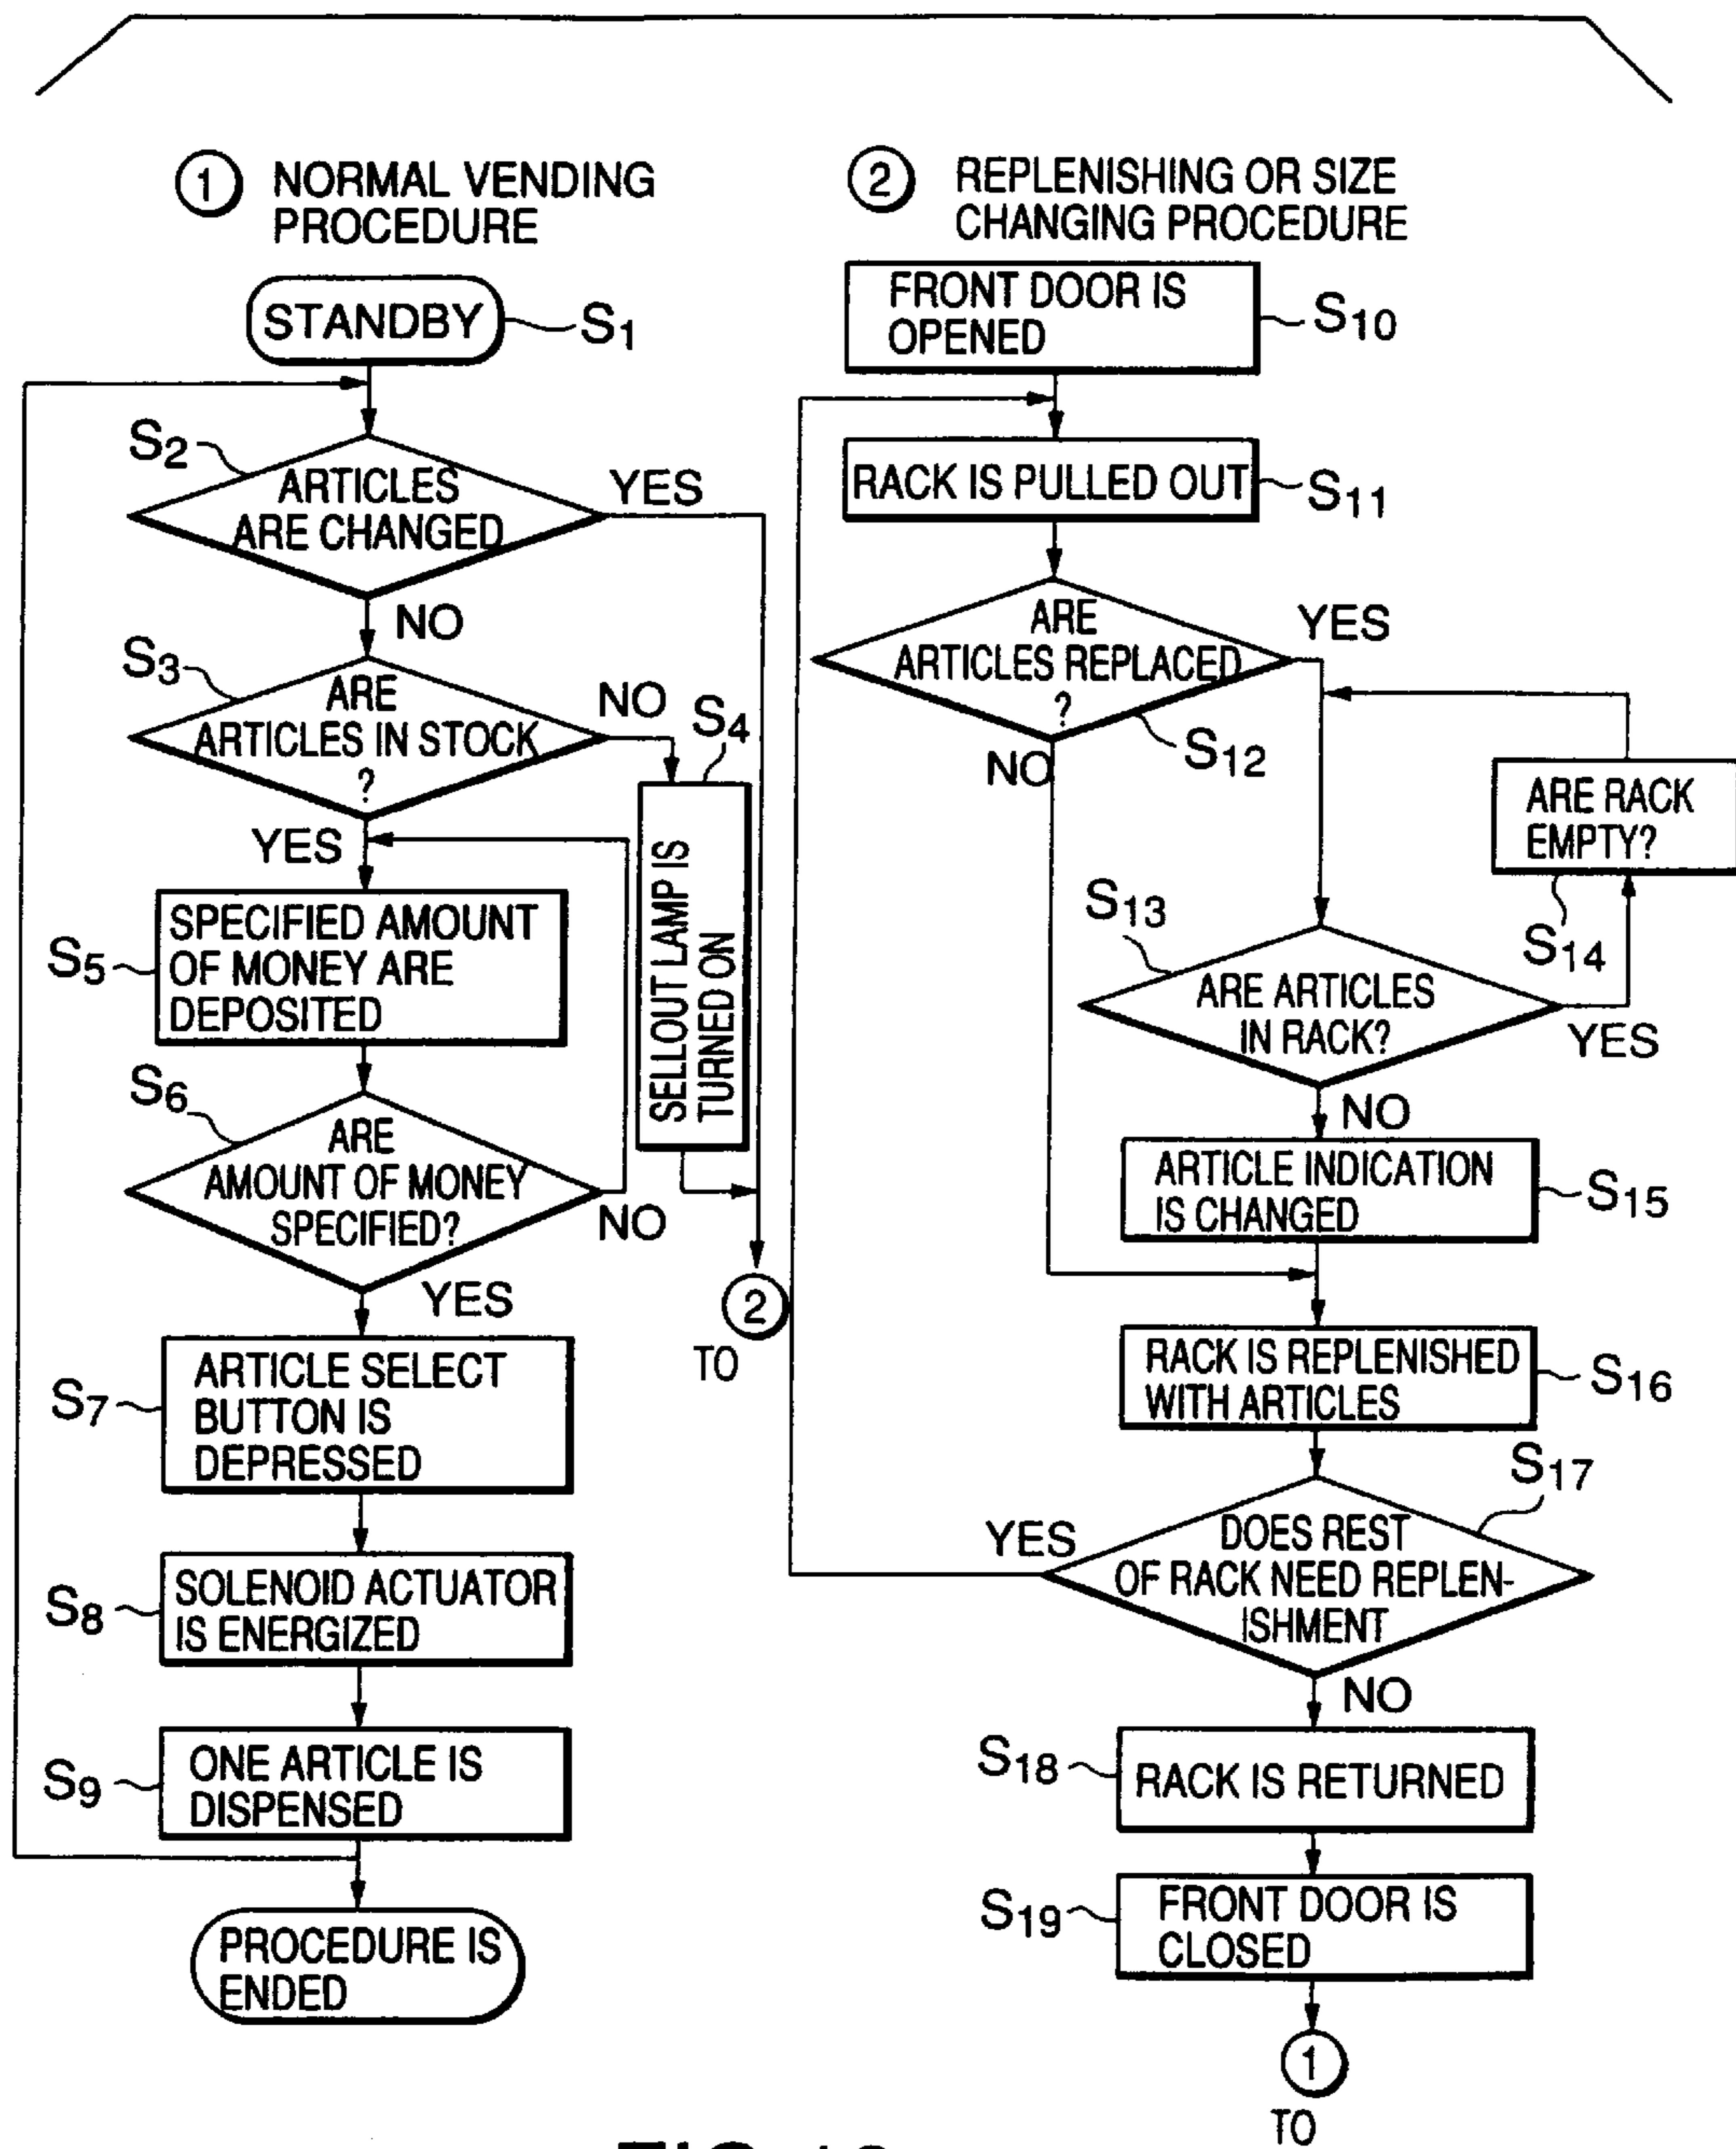 1 NORMAL VENDING
PROCEDURE
STANDBY
S1
S2
ARTICLES
ARE CHANGED
YES
NO
S3
ARE
ARTICLES IN STOCK
?
NO
S4
SELLOUT LAMP IS
TURNED ON
YES
S5
SPECIFIED AMOUNT
OF MONEY ARE
DEPOSITED
S6
ARE
AMOUNT OF MONEY
SPECIFIED?
NO
YES
2
TO
S7
ARTICLE SELECT
BUTTON IS
DEPRESSED
S8
SOLENOID ACTUATOR
IS ENERGIZED
S9
ONE ARTICLE IS
DISPENSED
PROCEDURE IS
ENDED
2 REPLENISHING OR SIZE
CHANGING PROCEDURE
FRONT DOOR IS
OPENED
S10
RACK IS PULLED OUT
S11
ARE
ARTICLES REPLACED
?
YES
NO
S12
ARE RACK
EMPTY?
S14
S13
ARE ARTICLES
IN RACK?
YES
NO
ARTICLE INDICATION
IS CHANGED
S15
RACK IS REPLENISHED
WITH ARTICLES
S16
S17
YES
DOES REST
OF RACK NEED REPLEN-
ISHMENT
NO
S18
RACK IS RETURNED
S19
FRONT DOOR IS
CLOSED
1
TO